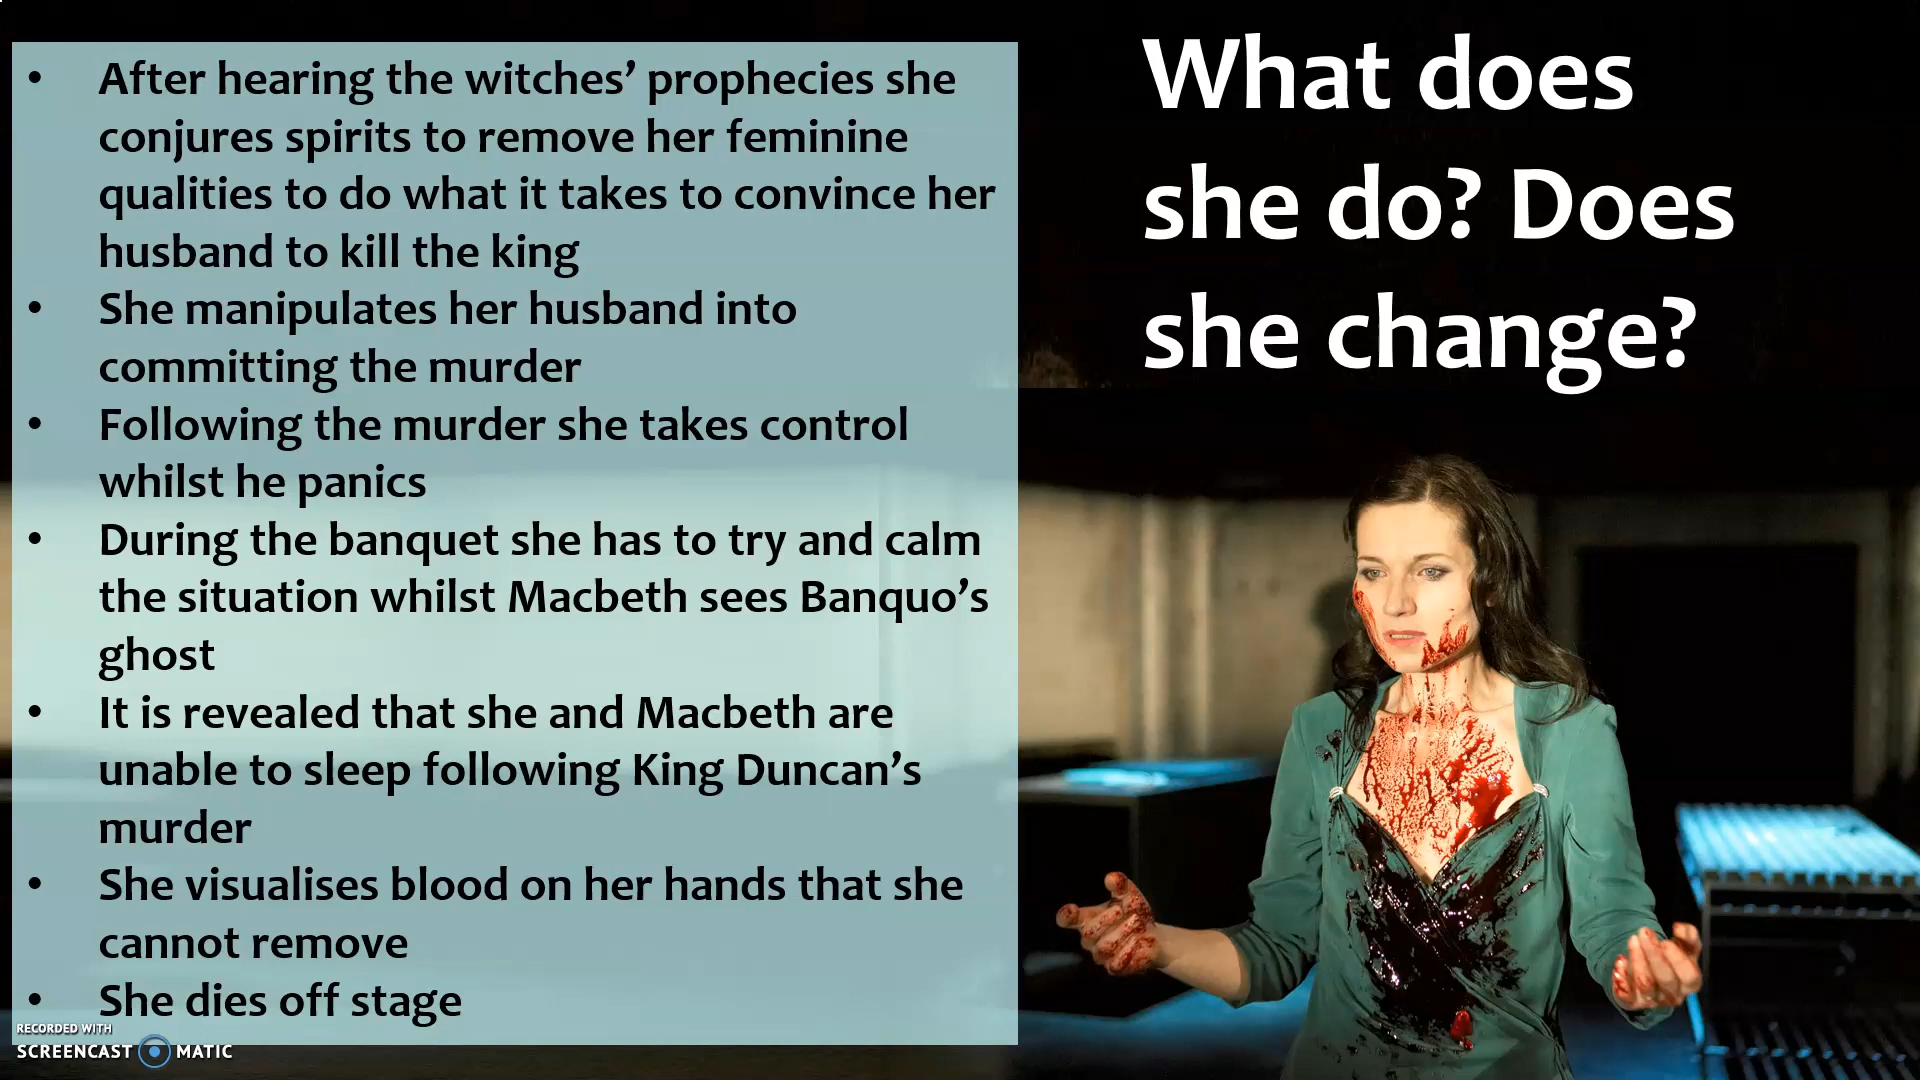 What does
she do? Does
she change?
• After hearing the witches’ prophecies she
conjures spirits to remove her feminine
qualities to do what it takes to convince her
husband to kill the king
• She manipulates her husband into
committing the murder
• Following the murder she takes control
whilst he panics
• During the banquet she has to try and calm
the situation whilst Macbeth sees Banquo’s
ghost
• It is revealed that she and Macbeth are
unable to sleep following King Duncan’s
murder
• She visualises blood on her hands that she
cannot remove
• She dies off stage
RECORDED WITH
SCREENCAST MATIC